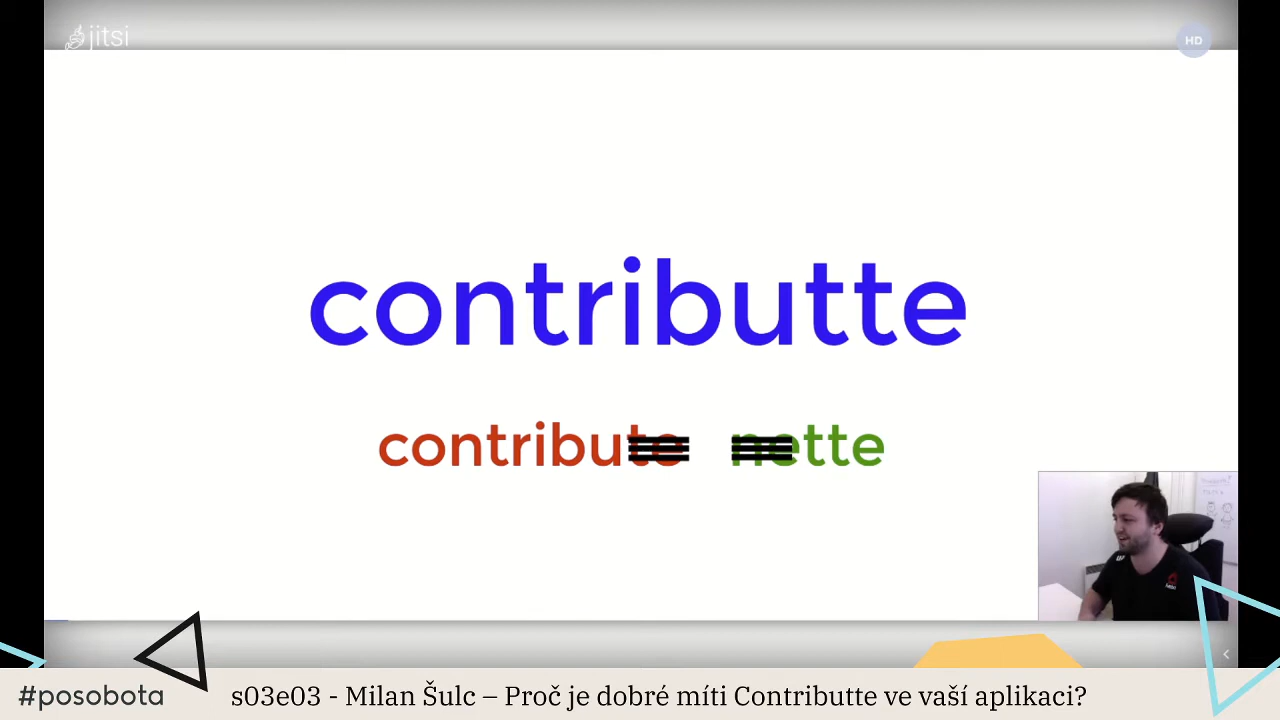 jitsi
HD
contributte
contribute nette
#posobota
s03e03 - Milan Šulc – Proč je dobré míti Contributte ve vaší aplikaci?